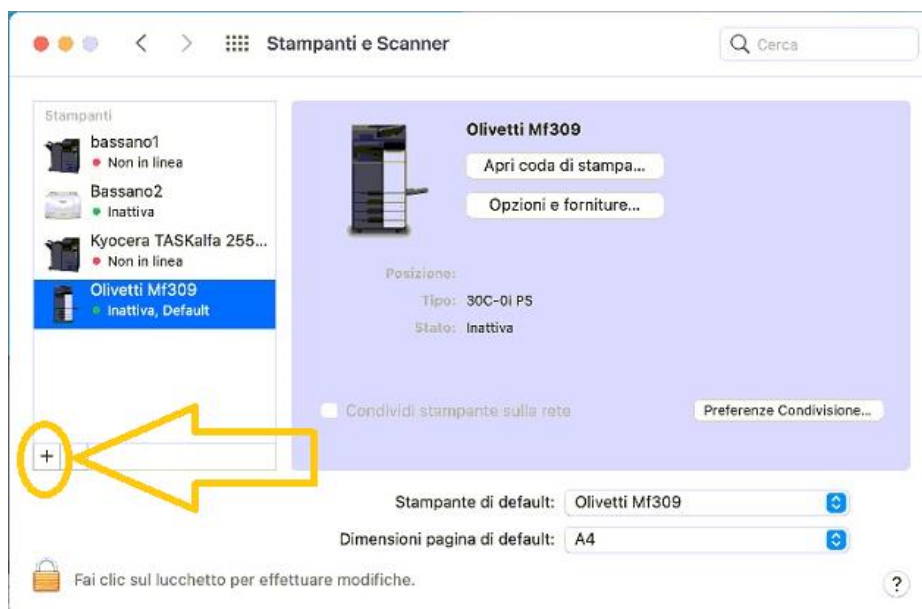 Stampanti e Scanner
Cerca
Stampanti
bassano1
Non in linea
Bassano2
Inattiva
Kyocera TASKalfa 255...
Non in linea
Olivetti Mf309
Inattiva, Default
+
Olivetti Mf309
Apri coda di stampa...
Opzioni e forniture...
Posizione:
Tipo: 30C-0i PS
Stato: Inattiva
Condividi stampante sulla rete
Preferenze Condivisione...
Stampante di default: Olivetti Mf309
Dimensioni pagina di default: A4
Fai clic sul lucchetto per effettuare modifiche.
?